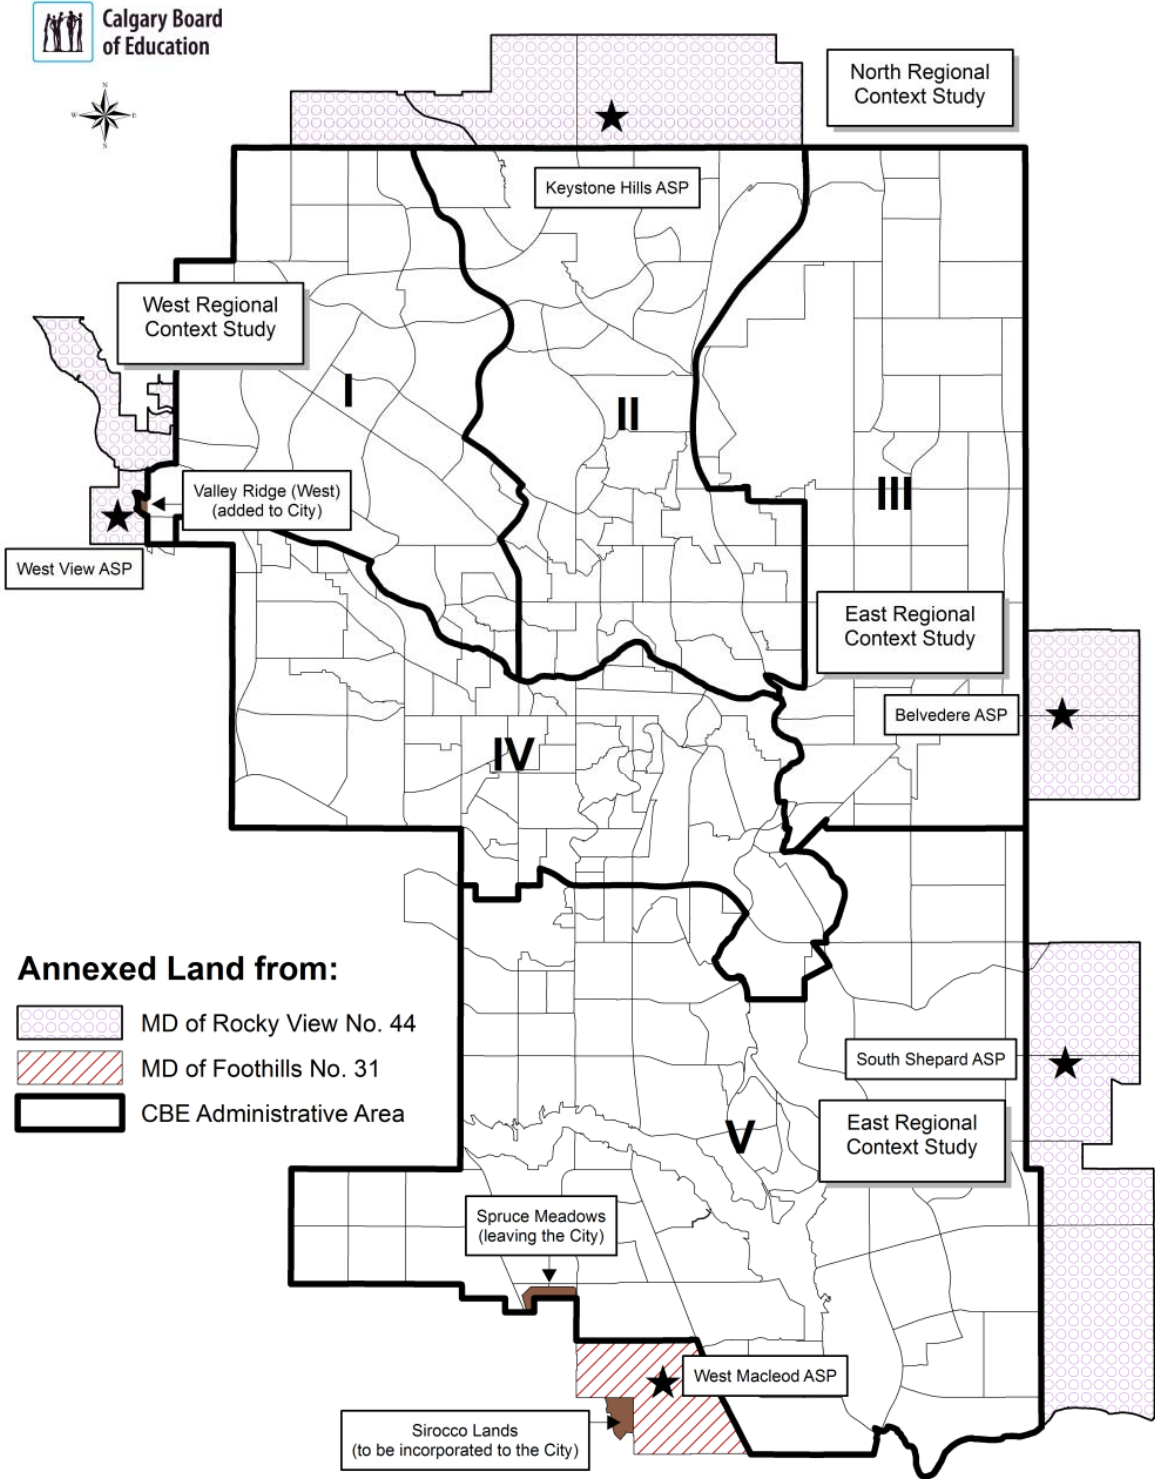 Calgary Board
of Education
N
W
E
S
North Regional
Context Study
Keystone Hills ASP
West Regional
Context Study
I
II
III
Valley Ridge (West)
(added to City)
West View ASP
East Regional
Context Study
Belvedere ASP
IV
Annexed Land from:
MD of Rocky View No. 44
MD of Foothills No. 31
CBE Administrative Area
South Shepard ASP
V
East Regional
Context Study
Spruce Meadows
(leaving the City)
West Macleod ASP
Sirocco Lands
(to be incorporated to the City)